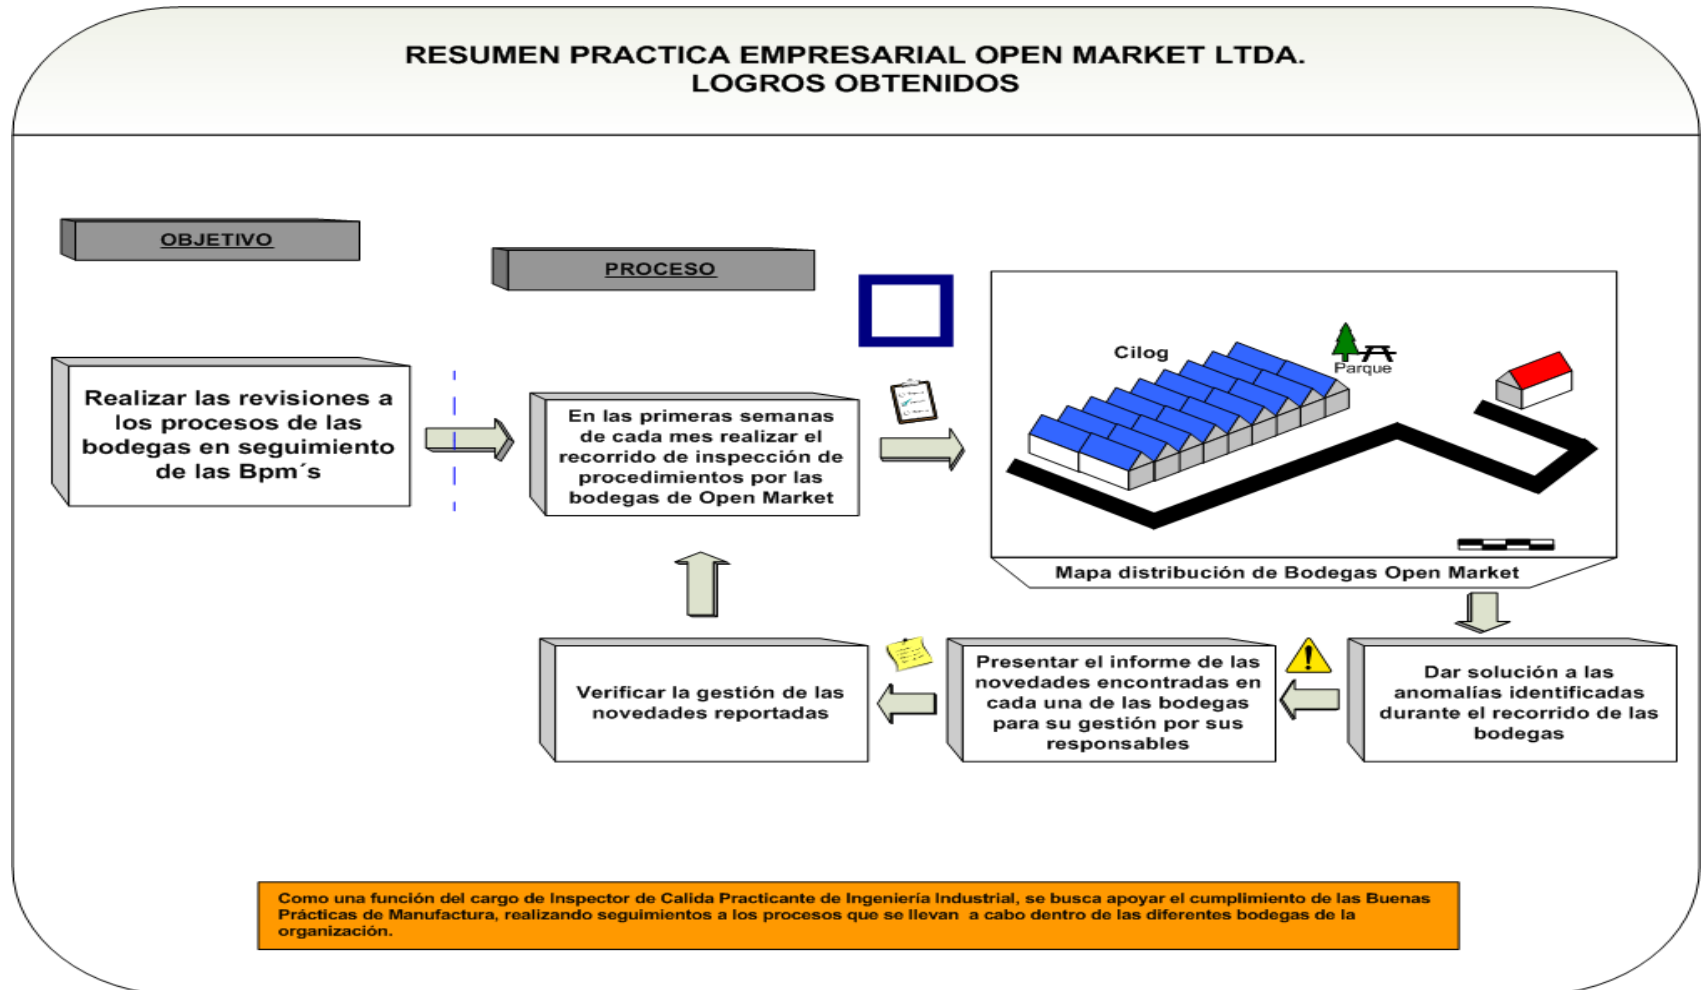 RESUMEN PRACTICA EMPRESARIAL OPEN MARKET LTDA.
LOGROS OBTENIDOS
OBJETIVO
PROCESO
Realizar las revisiones a
los procesos de las
bodegas en seguimiento
de las Bpm´s
En las primeras semanas
de cada mes realizar el
recorrido de inspección de
procedimientos por las
bodegas de Open Market
Cilog
Parque
Mapa distribución de Bodegas Open Market
Verificar la gestión de las
novedades reportadas
Presentar el informe de las
novedades encontradas en
cada una de las bodegas
para su gestión por sus
responsables
Dar solución a las
anomalías identificadas
durante el recorrido de las
bodegas
Como una función del cargo de Inspector de Calida Practicante de Ingeniería Industrial, se busca apoyar el cumplimiento de las Buenas
Prácticas de Manufactura, realizando seguimientos a los procesos que se llevan a cabo dentro de las diferentes bodegas de la
organización.